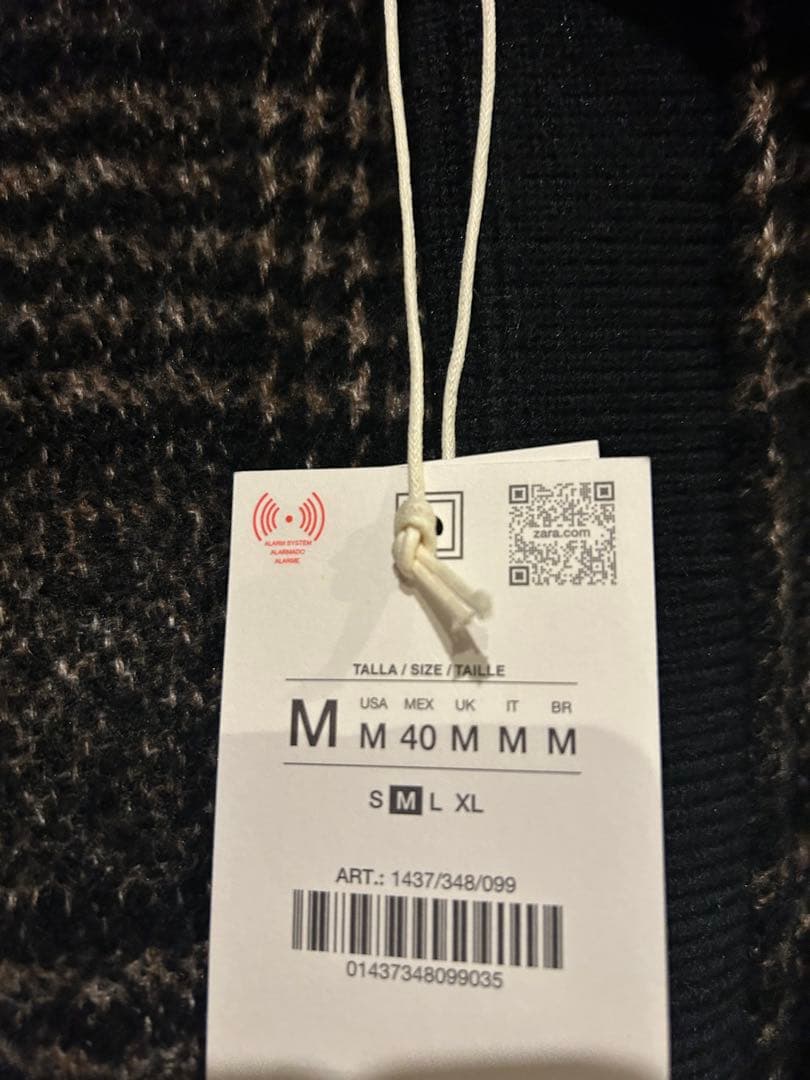 ALARM SYSTEM
ALARMADO
ALARME
zara.com
TALLA / SIZE / TAILLE
M
USA MEX UK IT BR
M 40 M M M
S M L XL
ART.: 1437/348/099
01437348099035